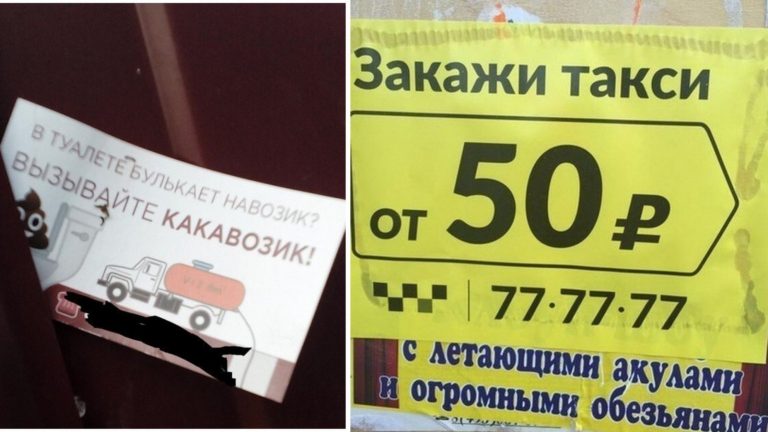 В ТУАЛЕТЕ БУЛЬКАЕТ НАВОЗИК?
ВЫЗЫВАЙТЕ КАКАВОЗИК!
Закажи такси
от 50 ₽
77·77·77
с летающими акулами
и огромными обезьянами